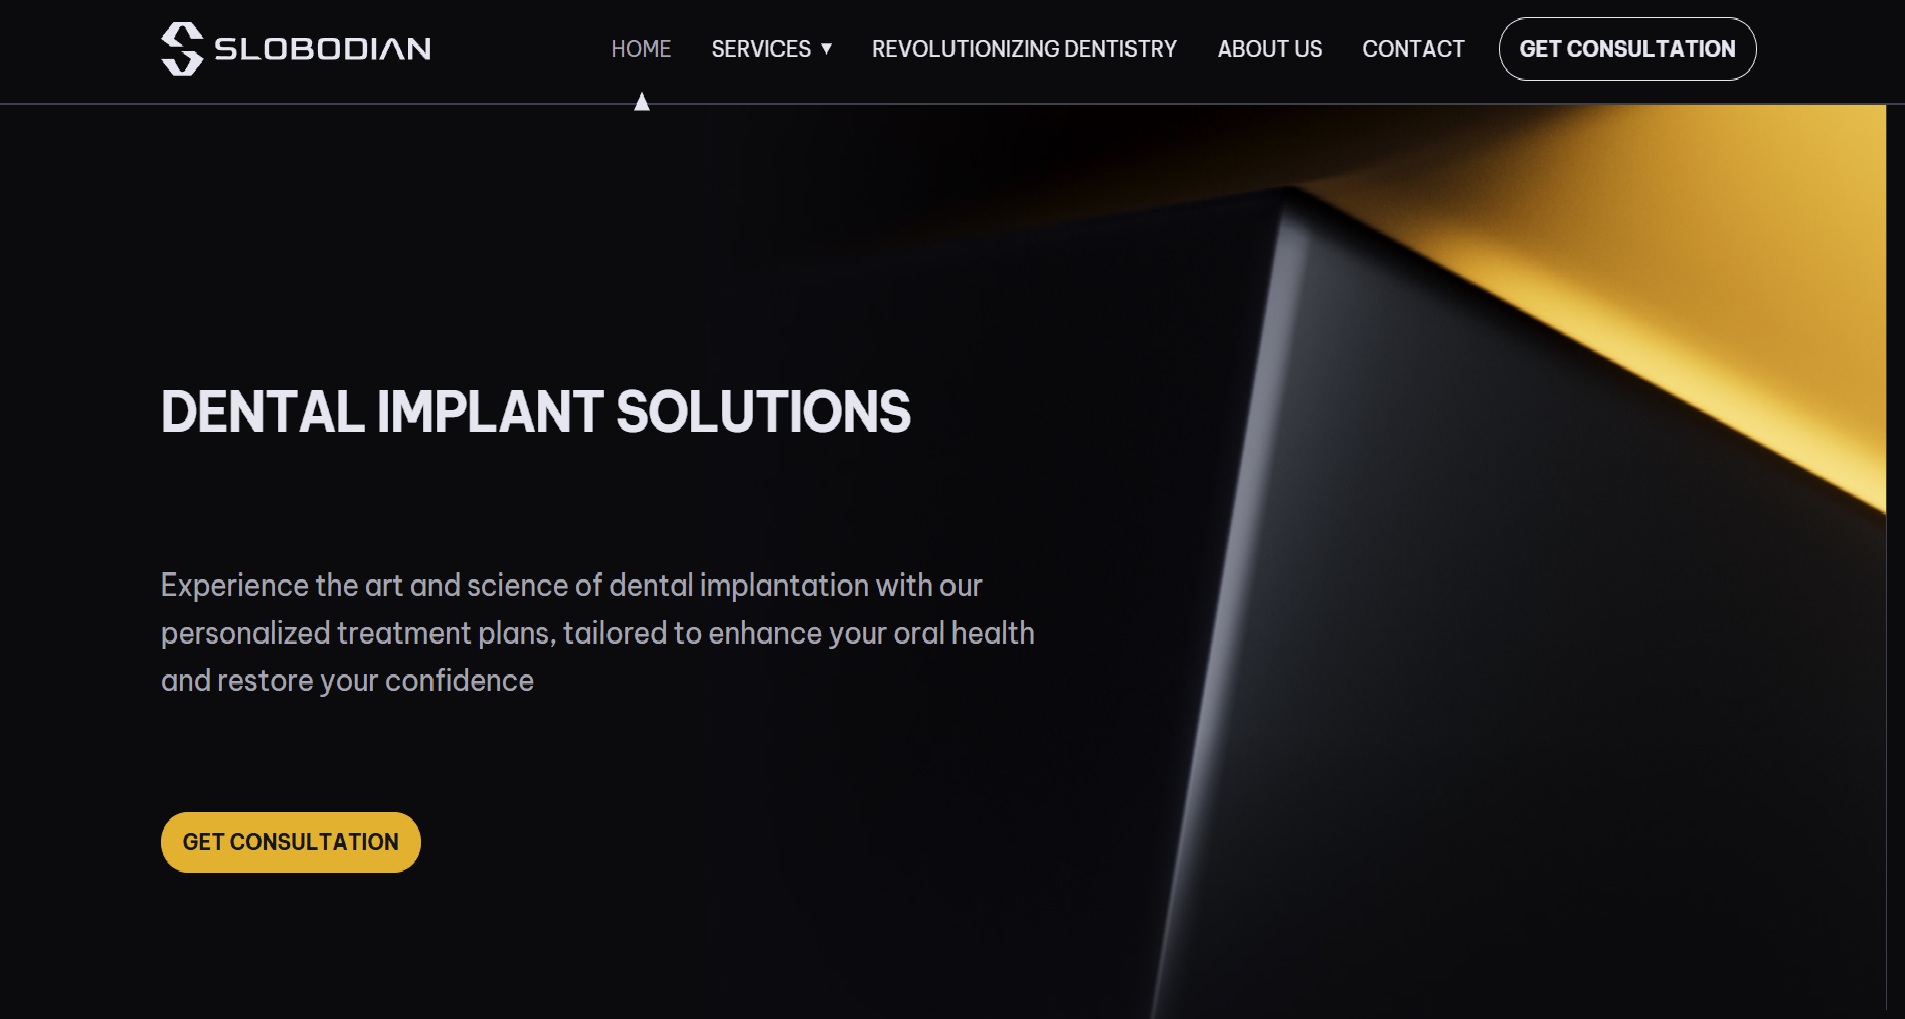 SLOBODIAN
HOME SERVICES ▼ REVOLUTIONIZING DENTISTRY ABOUT US CONTACT GET CONSULTATION
DENTAL IMPLANT SOLUTIONS
Experience the art and science of dental implantation with our
personalized treatment plans, tailored to enhance your oral health
and restore your confidence
GET CONSULTATION